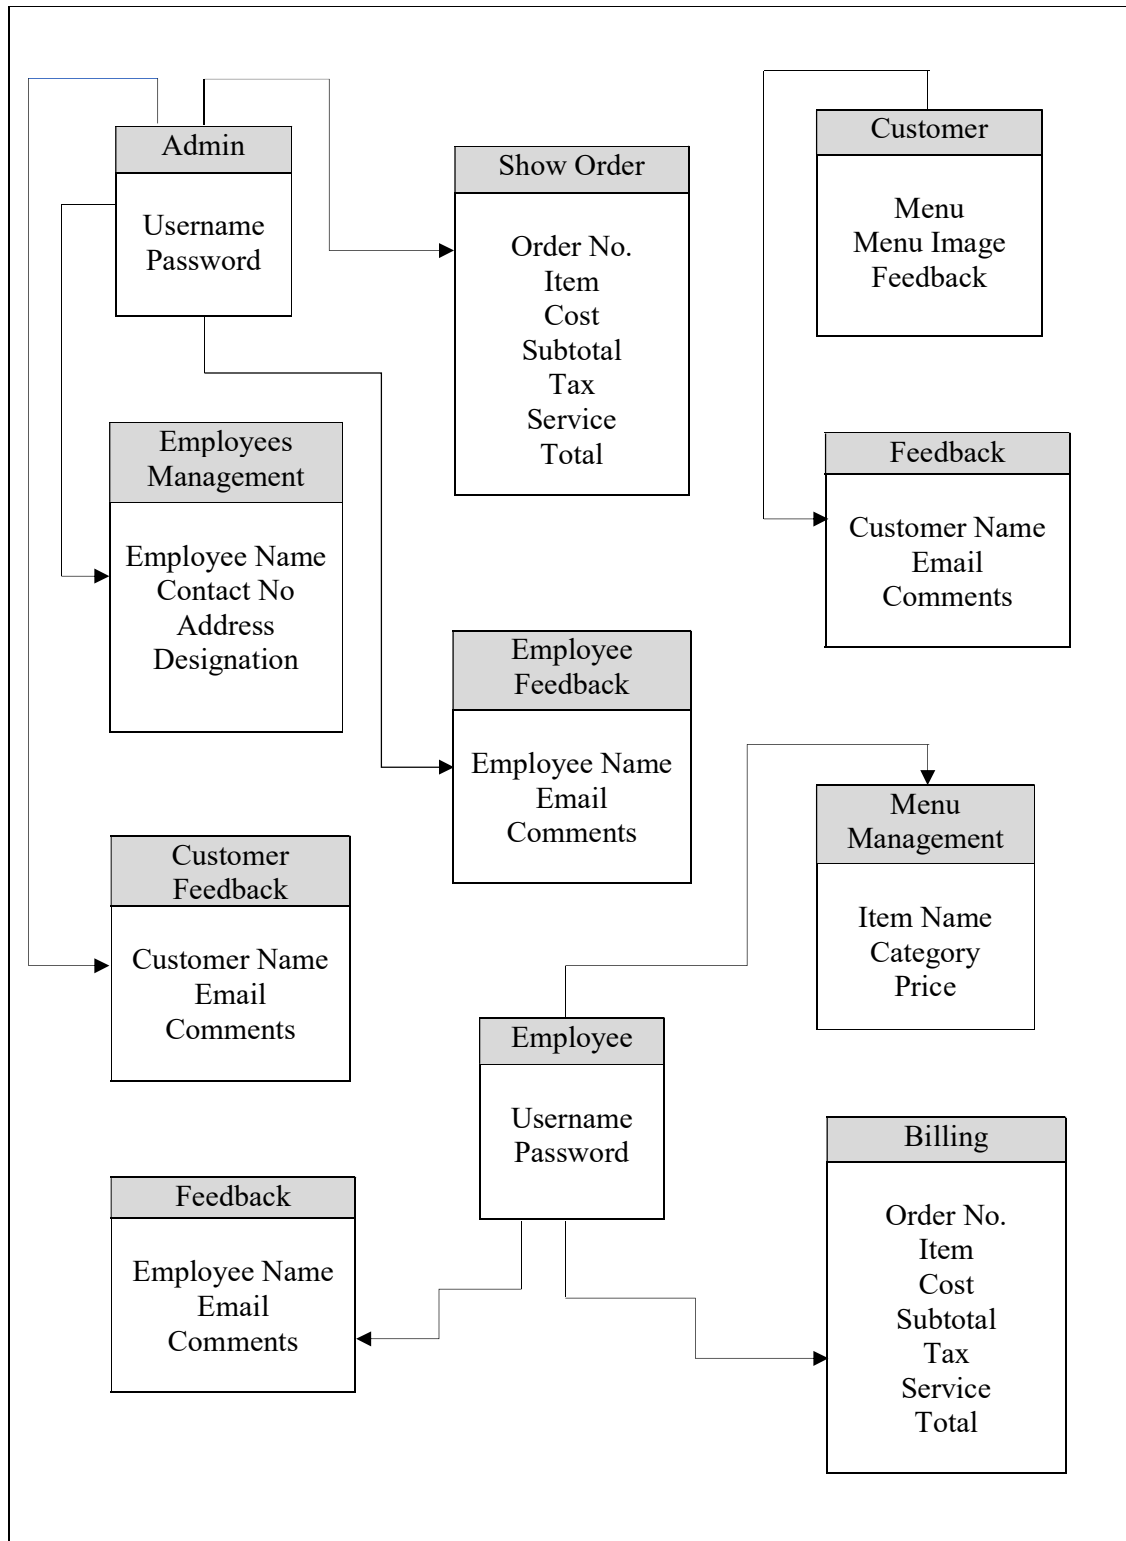 Admin
Username
Password
Show Order
Order No.
Item
Cost
Subtotal
Tax
Service
Total
Customer
Menu
Menu Image
Feedback
Employees
Management
Employee Name
Contact No
Address
Designation
Feedback
Customer Name
Email
Comments
Employee
Feedback
Employee Name
Email
Comments
Customer
Feedback
Customer Name
Email
Comments
Menu
Management
Item Name
Category
Price
Employee
Username
Password
Feedback
Employee Name
Email
Comments
Billing
Order No.
Item
Cost
Subtotal
Tax
Service
Total